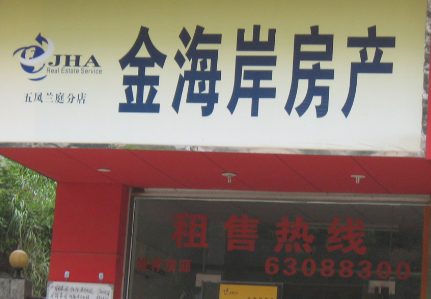 JHA
Real Estate Service
五凤兰庭分店
金海岸房产
租售热线
63088300